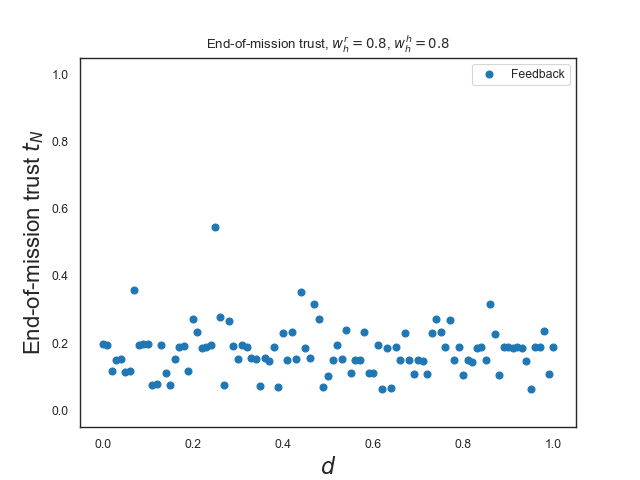 End-of-mission trust, $w_h^r = 0.8$, $w_h^h = 0.8$
Feedback
End-of-mission trust $t_N$
1.0
0.8
0.6
0.4
0.2
0.0
0.0 0.2 0.4 0.6 0.8 1.0
d